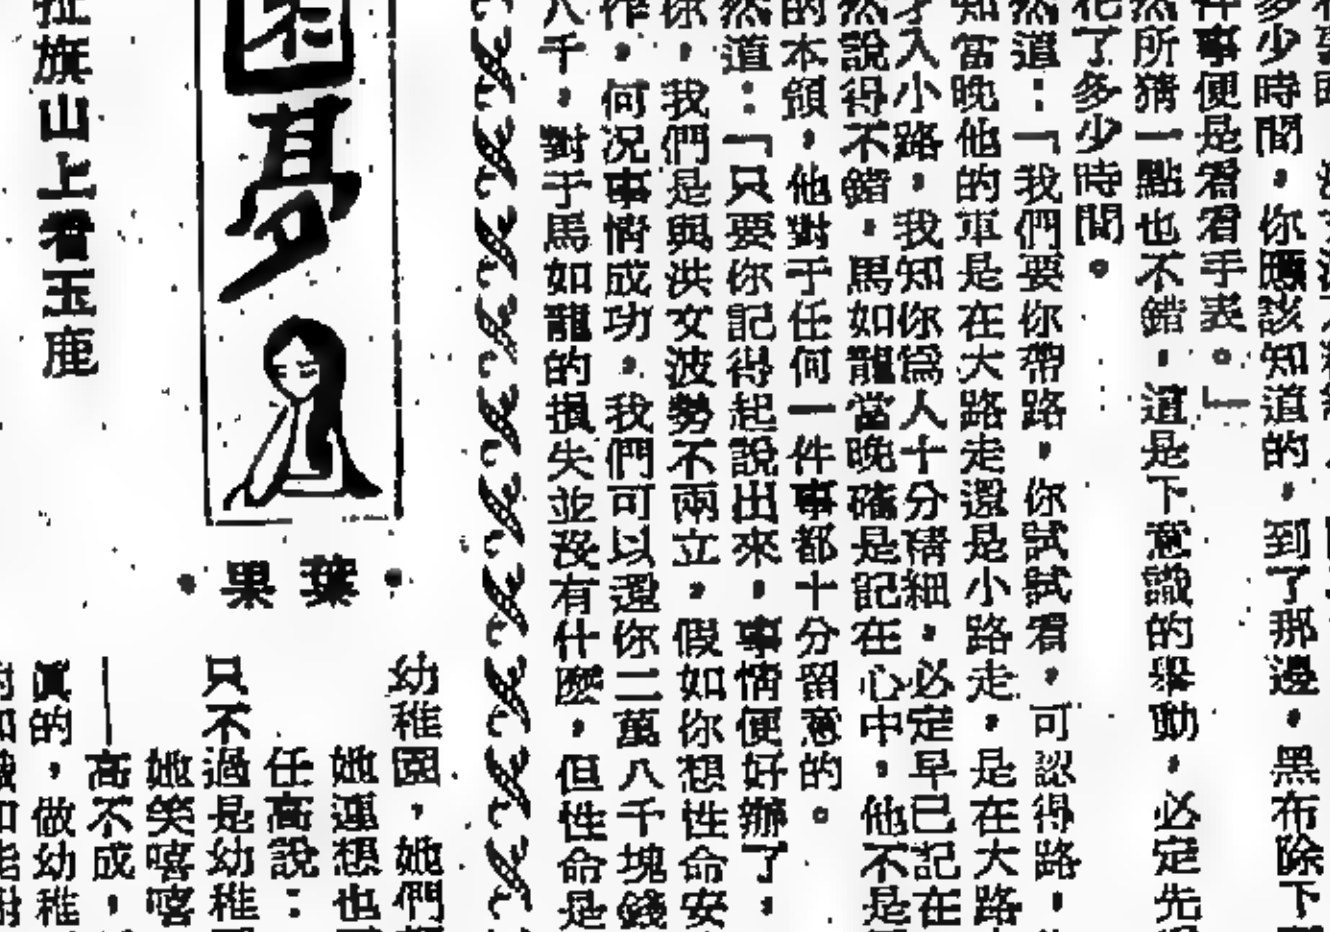 多少時間,你應該知道的,到了那邊,黑布除下
件事便是看看手表。」
然所猜一點也不錯,這是下意識的舉動,必定先
花了多少時間。
然道:「我們要你帶路,你試試看,可認得路,
知當晚他的車是在大路走還是小路走,是在大路
才入小路,我知你爲人十分精細,必定早已記在
然說得不錯,馬如龍當晚確是記在心中,他不是
的本領,他對于任何一件事都十分留意的。
然道:「只要你記得起說出來,事情便好辦了,
你,我們是與洪文波勢不兩立,假如你想性命安
作,何况事情成功,我們可以還你二萬八千塊錢
八千,對于馬如龍的損失並沒有什麼,但性命是
夢
·葉果·
幼稚園,她們
她連想也
任高說:
只不過是幼稚
她笑嘻嘻
——高不成,
眞的,做幼稚
旗山上看玉鹿